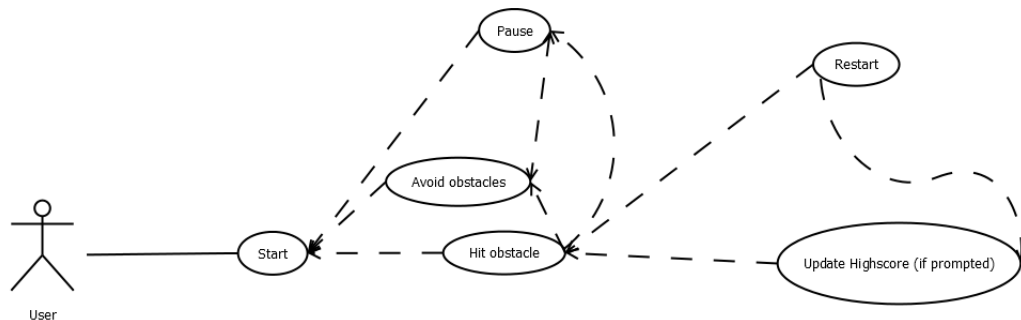 Pause
Restart
Avoid obstacles
Start
Hit obstacle
Update Highscore (if prompted)
User